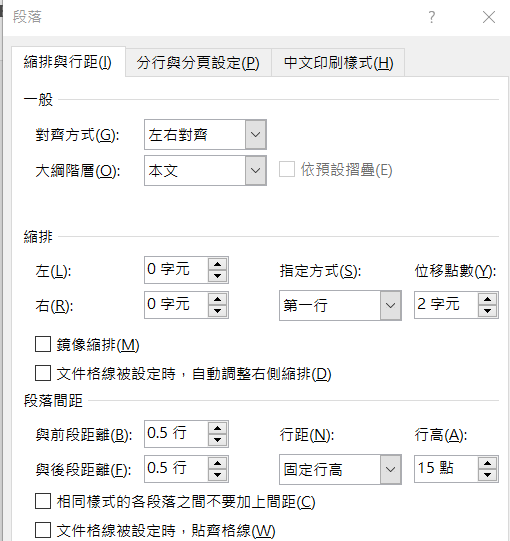 段落 ?
縮排與行距(I) 分行與分頁設定(P) 中文印刷樣式(H)
一般
對齊方式(G): 左右對齊
大綱階層(O): 本文 依預設摺疊(E)
縮排
左(L): 0 字元 指定方式(S): 位移點數(Y):
右(R): 0 字元 第一行 2 字元
鏡像縮排(M)
文件格線被設定時，自動調整右側縮排(D)
段落間距
與前段距離(B): 0.5 行 行距(N): 行高(A):
與後段距離(F): 0.5 行 固定行高 15 點
相同樣式的各段落之間不要加上間距(C)
文件格線被設定時，貼齊格線(W)